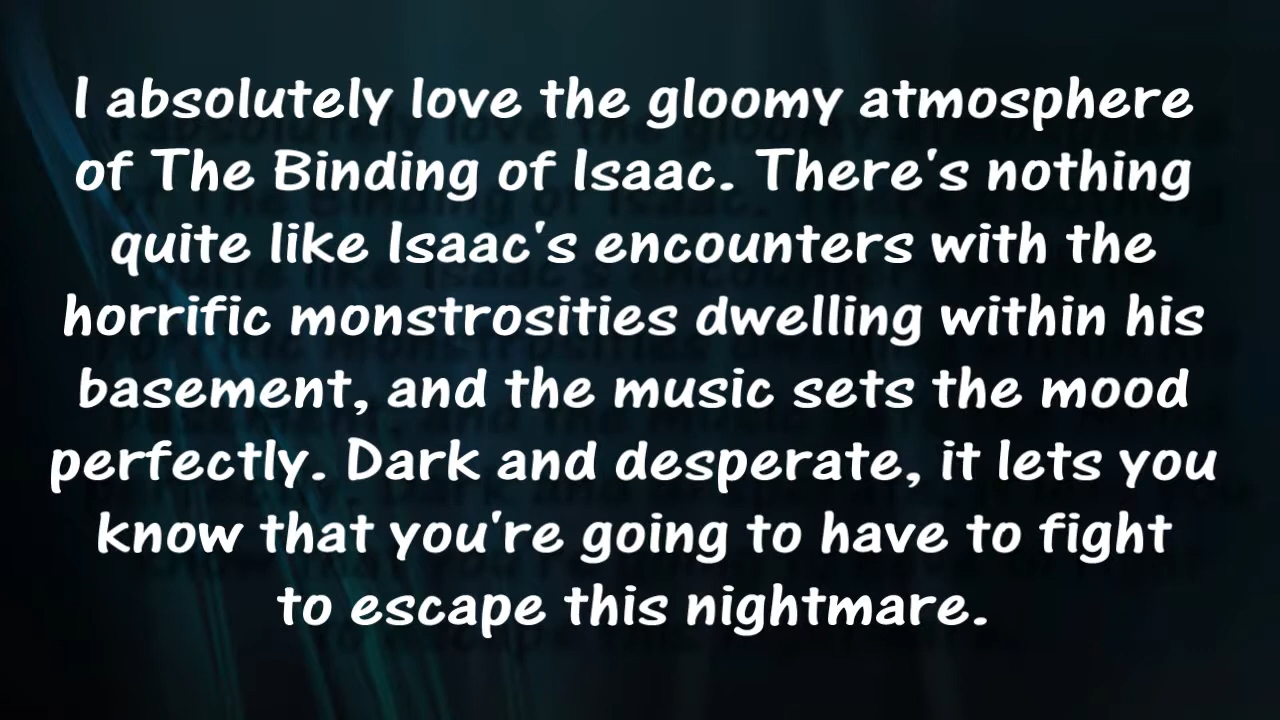 I absolutely love the gloomy atmosphere
of The Binding of Isaac. There's nothing
quite like Isaac's encounters with the
horrific monstrosities dwelling within his
basement, and the music sets the mood
perfectly. Dark and desperate, it lets you
know that you're going to have to fight
to escape this nightmare.